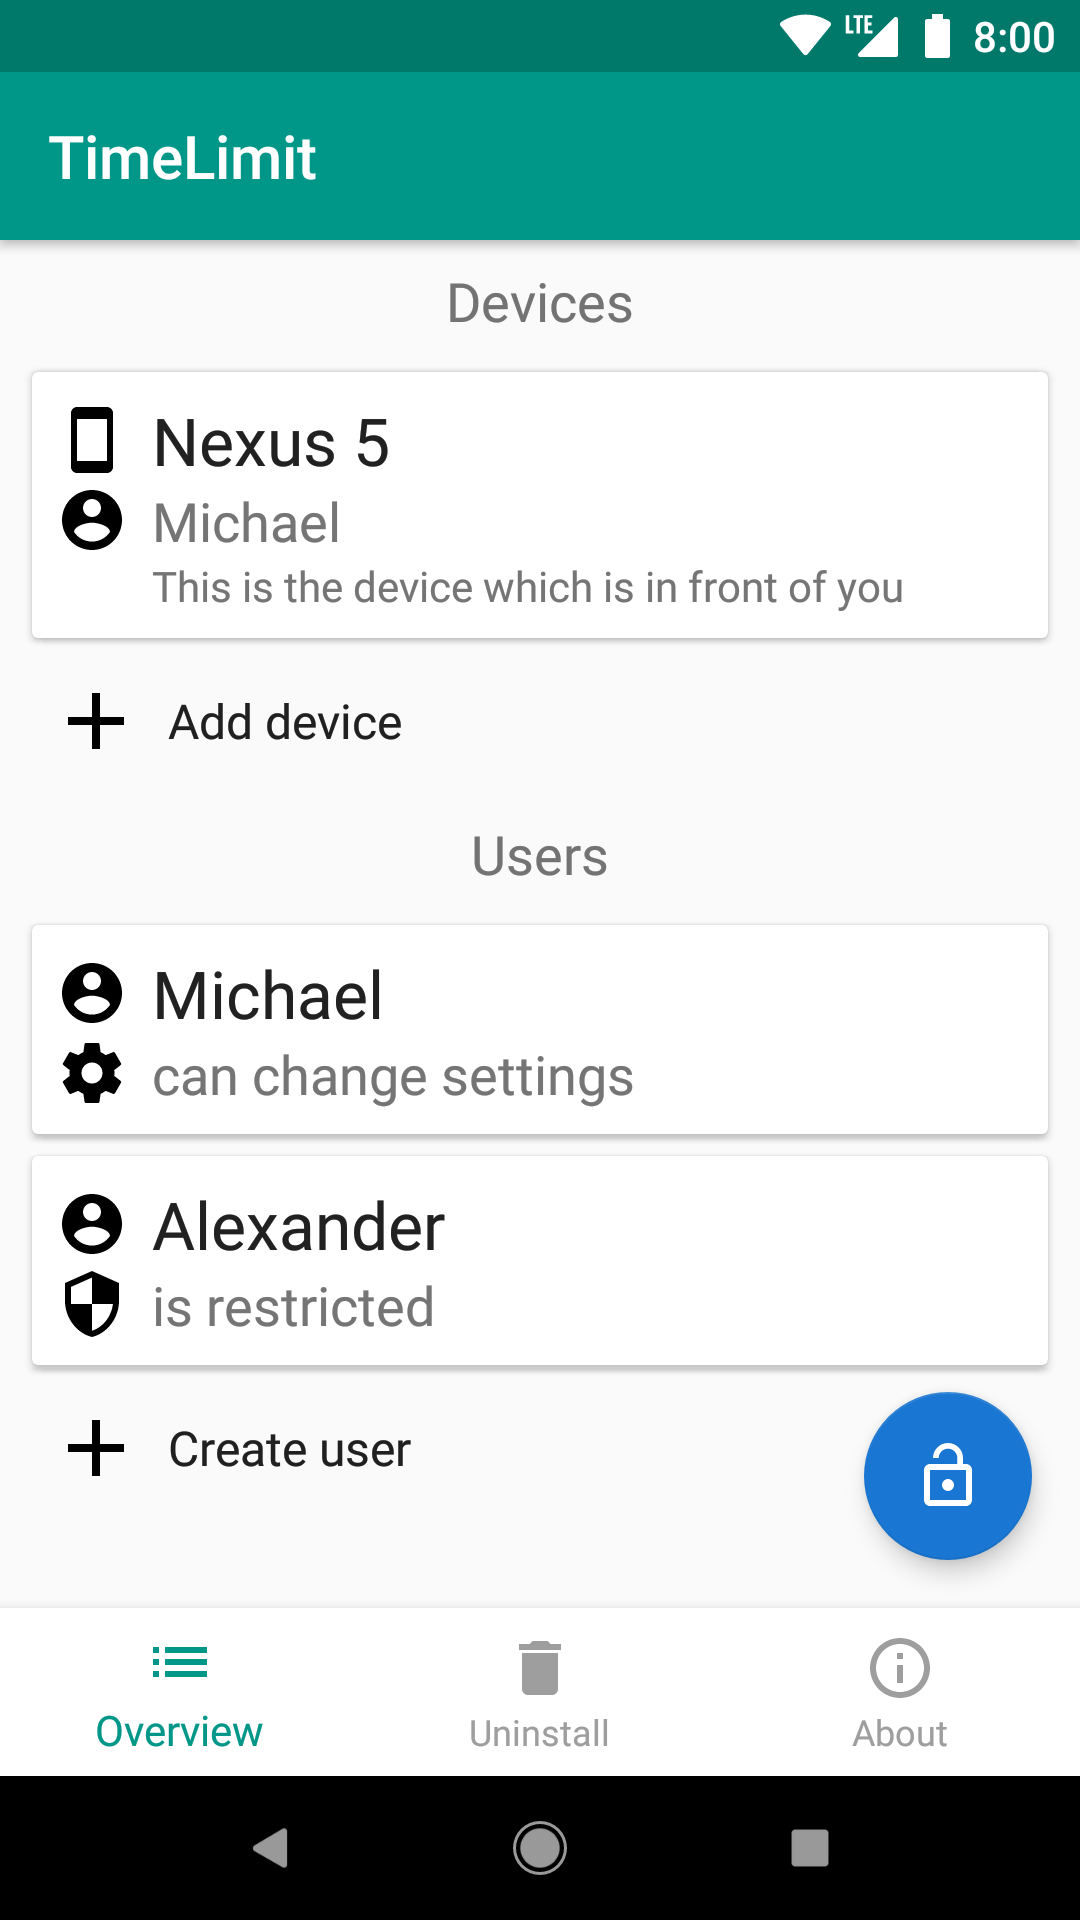 LTE 8:00
TimeLimit
Devices
Nexus 5
Michael
This is the device which is in front of you
Add device
Users
Michael
can change settings
Alexander
is restricted
Create user
Overview Uninstall About